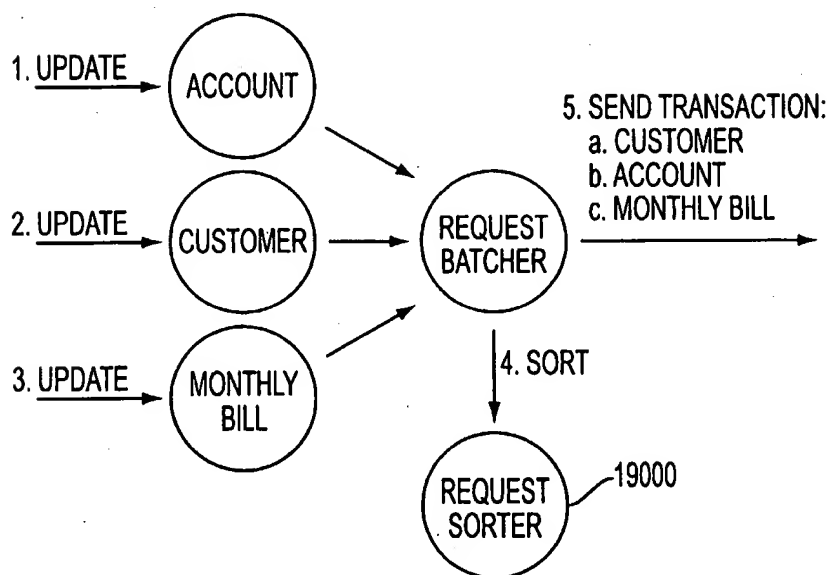 1. UPDATE
ACCOUNT
2. UPDATE
CUSTOMER
3. UPDATE
MONTHLY
BILL
REQUEST
BATCHER
5. SEND TRANSACTION:
a. CUSTOMER
b. ACCOUNT
c. MONTHLY BILL
4. SORT
REQUEST
SORTER
19000